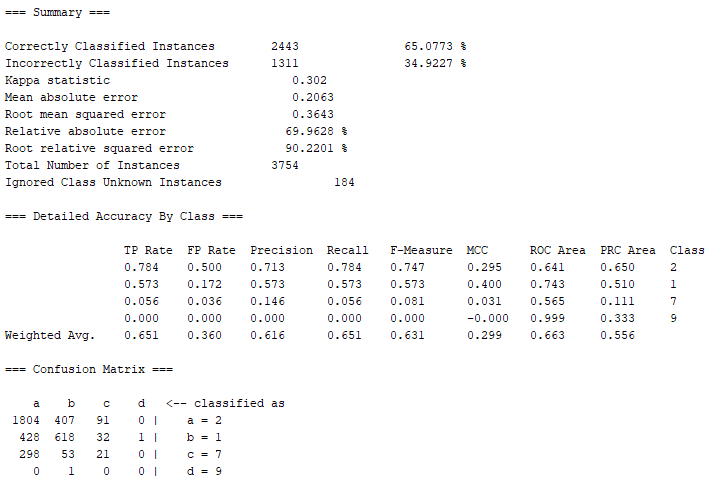 === Summary ===
Correctly Classified Instances 2443 65.0773 %
Incorrectly Classified Instances 1311 34.9227 %
Kappa statistic 0.302
Mean absolute error 0.2063
Root mean squared error 0.3643
Relative absolute error 69.9628 %
Root relative squared error 90.2201 %
Total Number of Instances 3754
Ignored Class Unknown Instances 184
=== Detailed Accuracy By Class ===
TP Rate FP Rate Precision Recall F-Measure MCC ROC Area PRC Area Class
0.784 0.500 0.713 0.784 0.747 0.295 0.641 0.650 2
0.573 0.172 0.573 0.573 0.573 0.400 0.743 0.510 1
0.056 0.036 0.146 0.056 0.081 0.031 0.565 0.111 7
0.000 0.000 0.000 0.000 0.000 -0.000 0.999 0.333 9
Weighted Avg. 0.651 0.360 0.616 0.651 0.631 0.299 0.663 0.556
=== Confusion Matrix ===
a b c d <-- classified as
1804 407 91 0 | a = 2
428 618 32 1 | b = 1
298 53 21 0 | c = 7
0 1 0 0 | d = 9